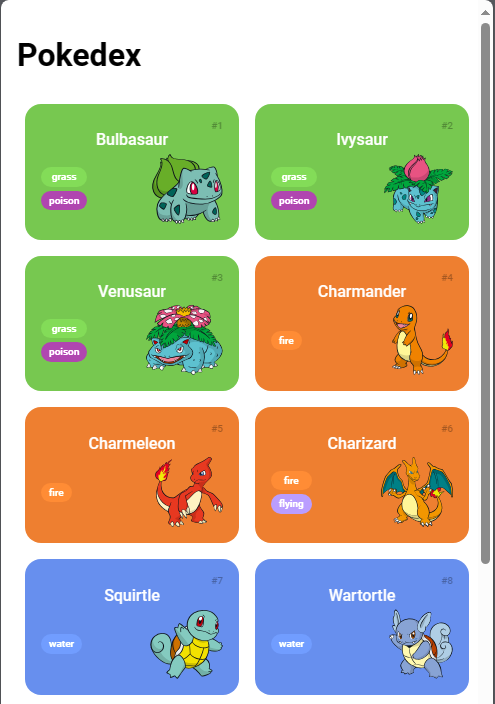 Pokedex
#1
Bulbasaur
grass
poison
#2
Ivysaur
grass
poison
#3
Venusaur
grass
poison
#4
Charmander
fire
#5
Charmeleon
fire
#6
Charizard
fire
flying
#7
Squirtle
water
#8
Wartortle
water